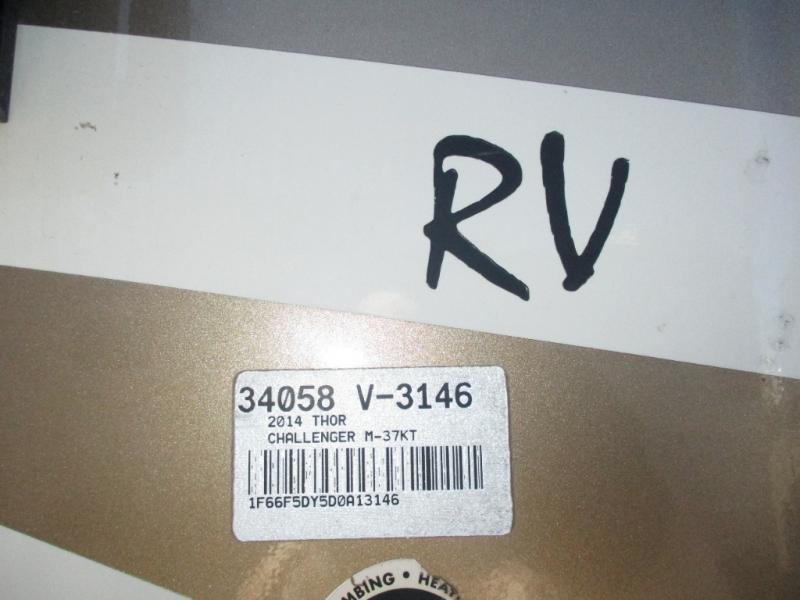 RV
34058 V-3146
2014 THOR
CHALLENGER M-37KT
1F66F5DY5D0A13146